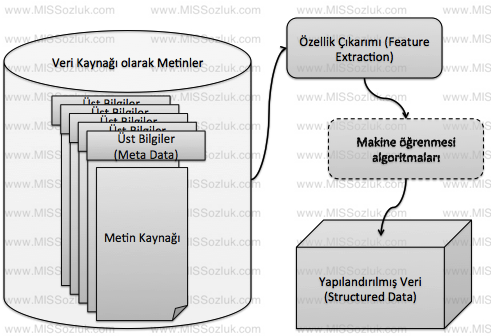 Veri Kaynağı olarak Metinler
Üst Bilgiler
Üst Bilgiler
Üst Bilgiler
Üst Bilgiler
Üst Bilgiler
(Meta Data)
Metin Kaynağı
Özellik Çıkarımı (Feature
Extraction)
Makine öğrenmesi
algoritmaları
Yapılandırılmış Veri
(Structured Data)
www.MISSozluk.com